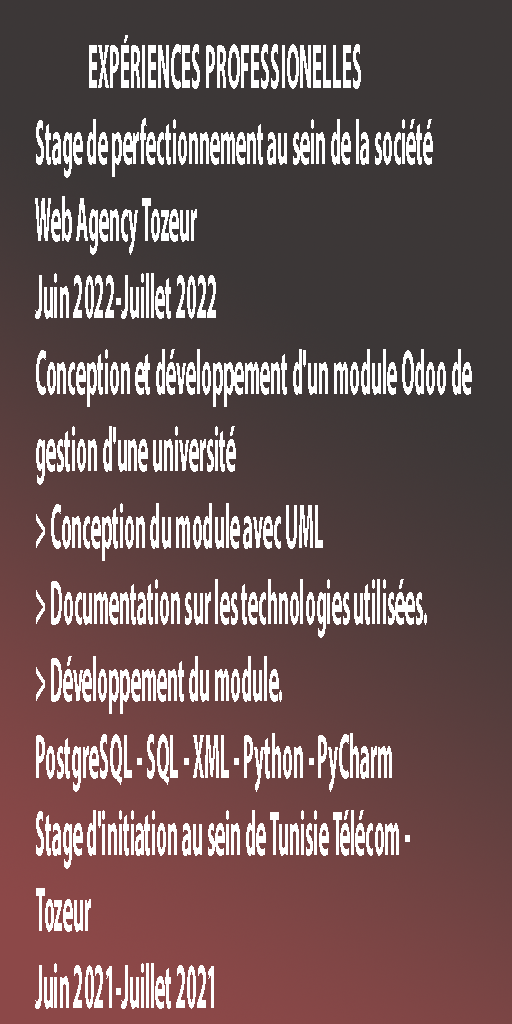 EXPÉRIENCES PROFESSIONELLES
Stage de perfectionnement au sein de la société
Web Agency Tozeur
Juin 2022-Juillet 2022
Conception et développement d'un module Odoo de
gestion d'une université
> Conception du module avec UML
> Documentation sur les technologies utilisées.
> Développement du module.
PostgreSQL - SQL - XML - Python - PyCharm
Stage d'initiation au sein de Tunisie Télécom -
Tozeur
Juin 2021-Juillet 2021